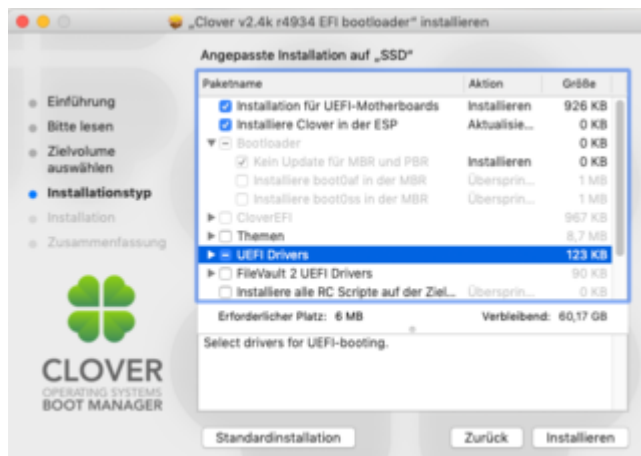 „Clover v2.4k r4934 EFI bootloader“ installieren
Angepasste Installation auf „SSD“
Einführung
Bitte lesen
Zielvolume
auswählen
Installationstyp
Installation
Zusammenfassung
Paketname Aktion Größe
Installation für UEFI-Motherboards Installieren 926 KB
Installiere Clover in der ESP Aktualisie... 0 KB
Bootloader 0 KB
Kein Update für MBR und PBR Installieren 0 KB
Installiere boot0af in der MBR Übersprin... 1 MB
Installiere boot0ss in der MBR Übersprin... 1 MB
CloverEFI 967 KB
Themen 8,7 MB
UEFI Drivers 123 KB
FileVault 2 UEFI Drivers 90 KB
Installiere alle RC Scripte auf der Ziel... Übersprin... 0 KB
Erforderlicher Platz: 6 MB Verbleibend: 60,17 GB
Select drivers for UEFI-booting.
CLOVER
OPERATING SYSTEMS
BOOT MANAGER
Standardinstallation Zurück Installieren